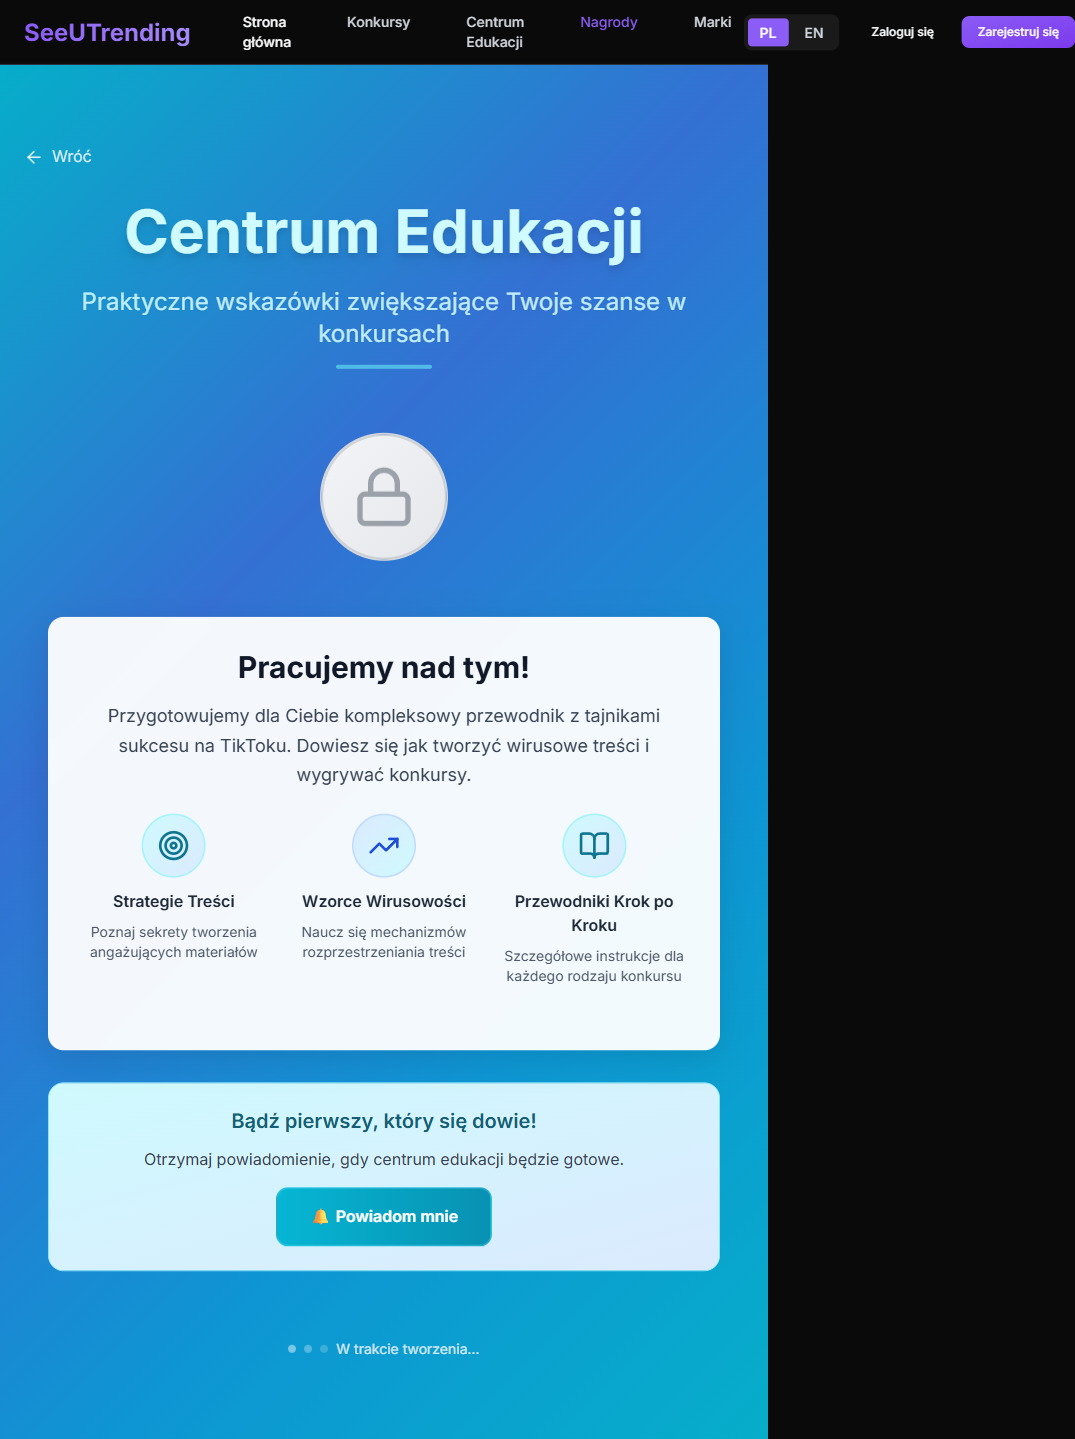 SeeUTrending
Strona
główna
Konkursy
Centrum
Edukacji
Nagrody
Marki
PL
EN
Zaloguj się
Zarejestruj się
Wróć
Centrum Edukacji
Praktyczne wskazówki zwiększające Twoje szanse w
konkursach
Pracujemy nad tym!
Przygotowujemy dla Ciebie kompleksowy przewodnik z tajnikami
sukcesu na TikToku. Dowiesz się jak tworzyć wirusowe treści i
wygrywać konkursy.
Strategie Treści
Poznaj sekrety tworzenia
angażujących materiałów
Wzorce Wirusowości
Naucz się mechanizmów
rozprzestrzeniania treści
Przewodniki Krok po
Kroku
Szczegółowe instrukcje dla
każdego rodzaju konkursu
Bądź pierwszy, który się dowie!
Otrzymaj powiadomienie, gdy centrum edukacji będzie gotowe.
🔔 Powiadom mnie
W trakcie tworzenia...